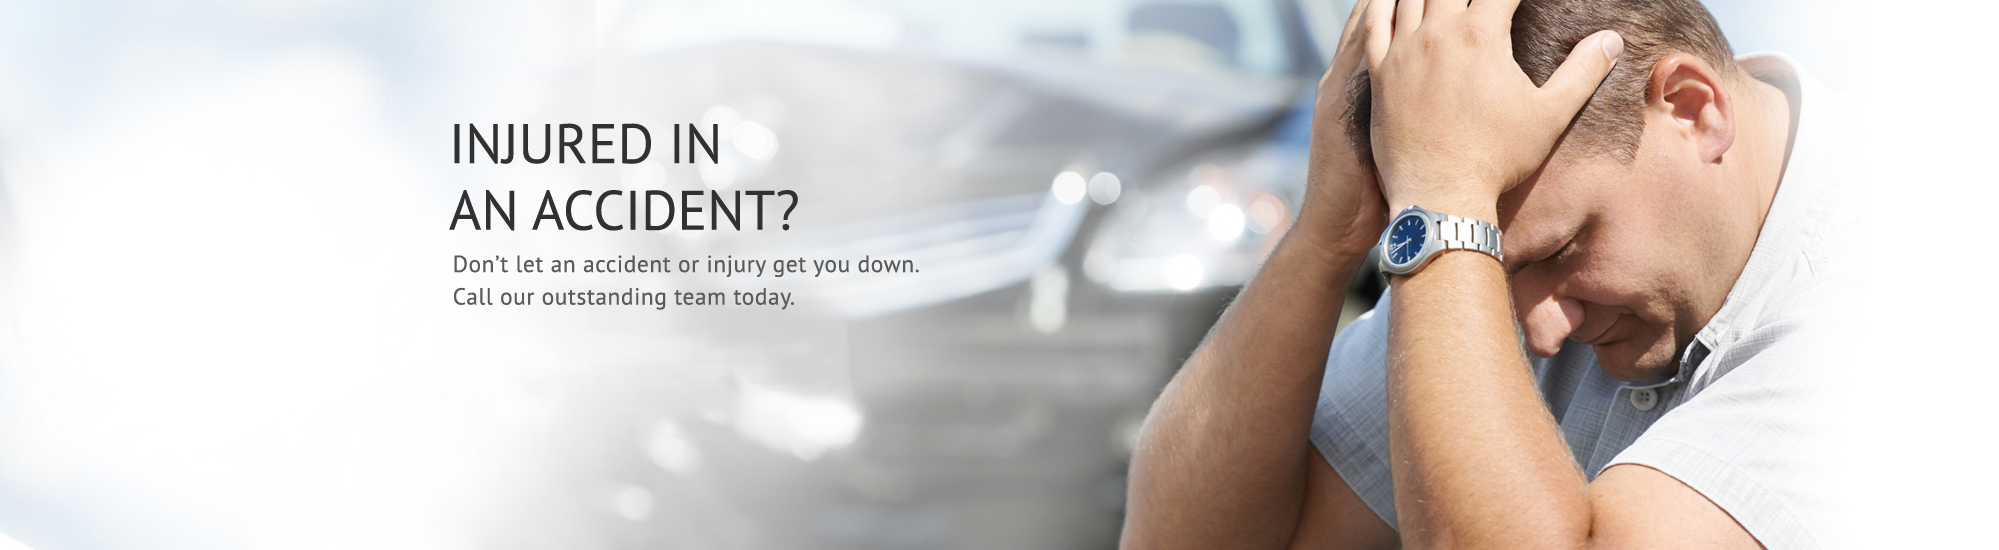 INJURED IN
AN ACCIDENT?
Don’t let an accident or injury get you down.
Call our outstanding team today.